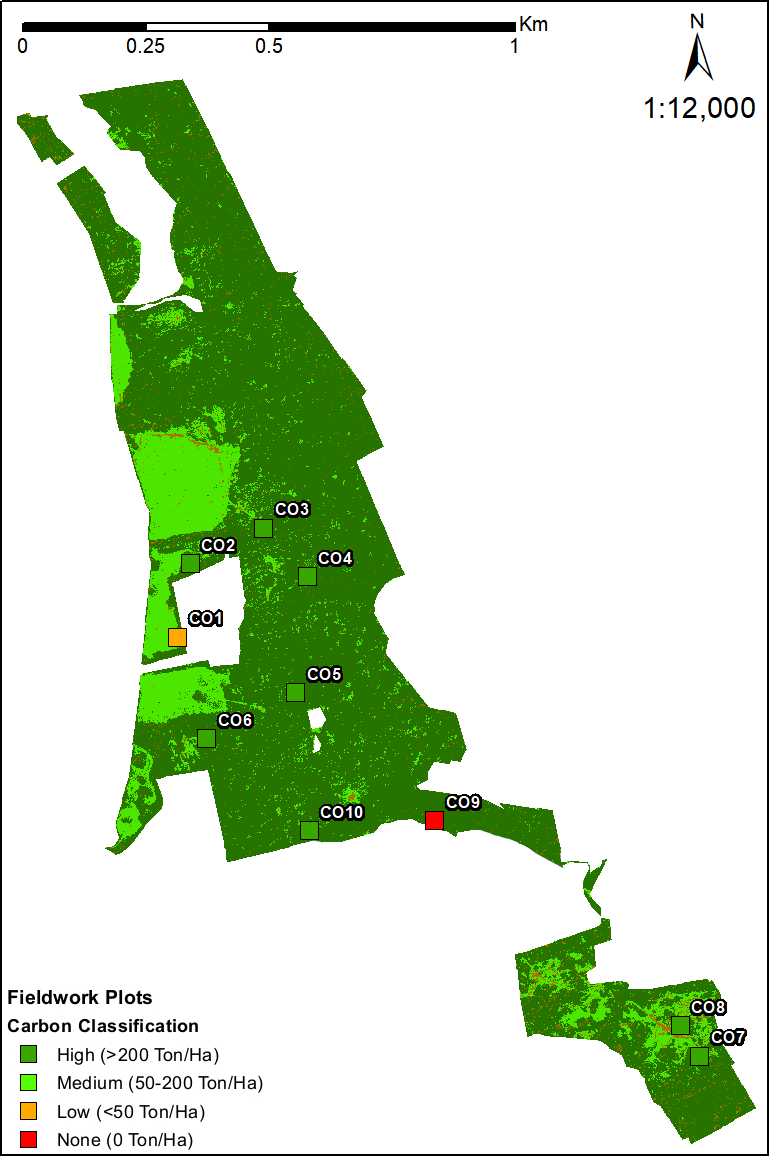 Km
0 0.25 0.5 1
N
1:12,000
CO3
CO2
CO4
CO1
CO5
CO6
CO9
CO10
CO8
CO7
Fieldwork Plots
Carbon Classification
High (>200 Ton/Ha)
Medium (50-200 Ton/Ha)
Low (<50 Ton/Ha)
None (0 Ton/Ha)